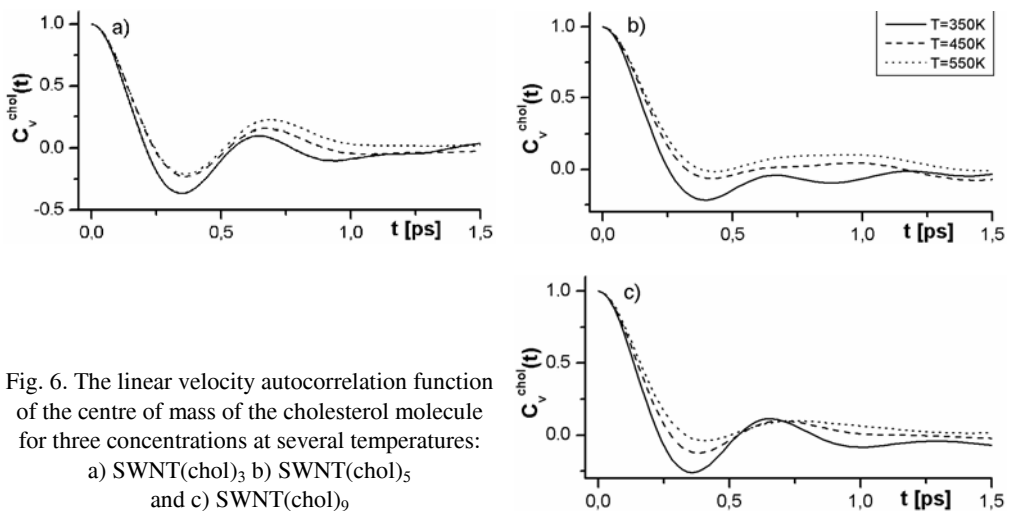 a)
C_v^chol(t)
1.0
0.5
0.0
-0.5
0,0 0,5 1,0 1,5
t [ps]
b)
T=350K
T=450K
T=550K
C_v^chol(t)
1.0
0.5
0.0
0,0 0,5 1,0 1,5
t [ps]
c)
C_v^chol(t)
1.0
0.5
0.0
0,0 0,5 1,0 1,5
t [ps]
Fig. 6. The linear velocity autocorrelation function
of the centre of mass of the cholesterol molecule
for three concentrations at several temperatures:
a) SWNT(chol)₃ b) SWNT(chol)₅
and c) SWNT(chol)₉